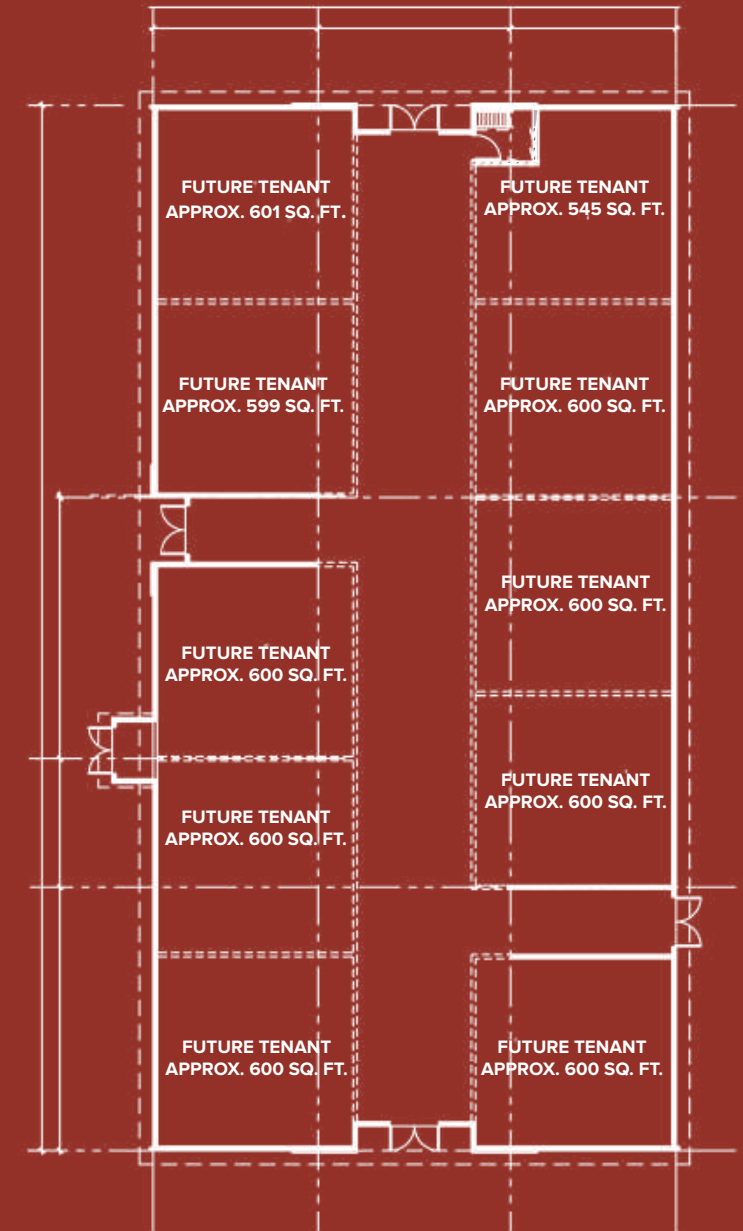 FUTURE TENANT
APPROX. 601 SQ. FT.
FUTURE TENANT
APPROX. 545 SQ. FT.
FUTURE TENANT
APPROX. 599 SQ. FT.
FUTURE TENANT
APPROX. 600 SQ. FT.
FUTURE TENANT
APPROX. 600 SQ. FT.
FUTURE TENANT
APPROX. 600 SQ. FT.
FUTURE TENANT
APPROX. 600 SQ. FT.
FUTURE TENANT
APPROX. 600 SQ. FT.
FUTURE TENANT
APPROX. 600 SQ. FT.
FUTURE TENANT
APPROX. 600 SQ. FT.